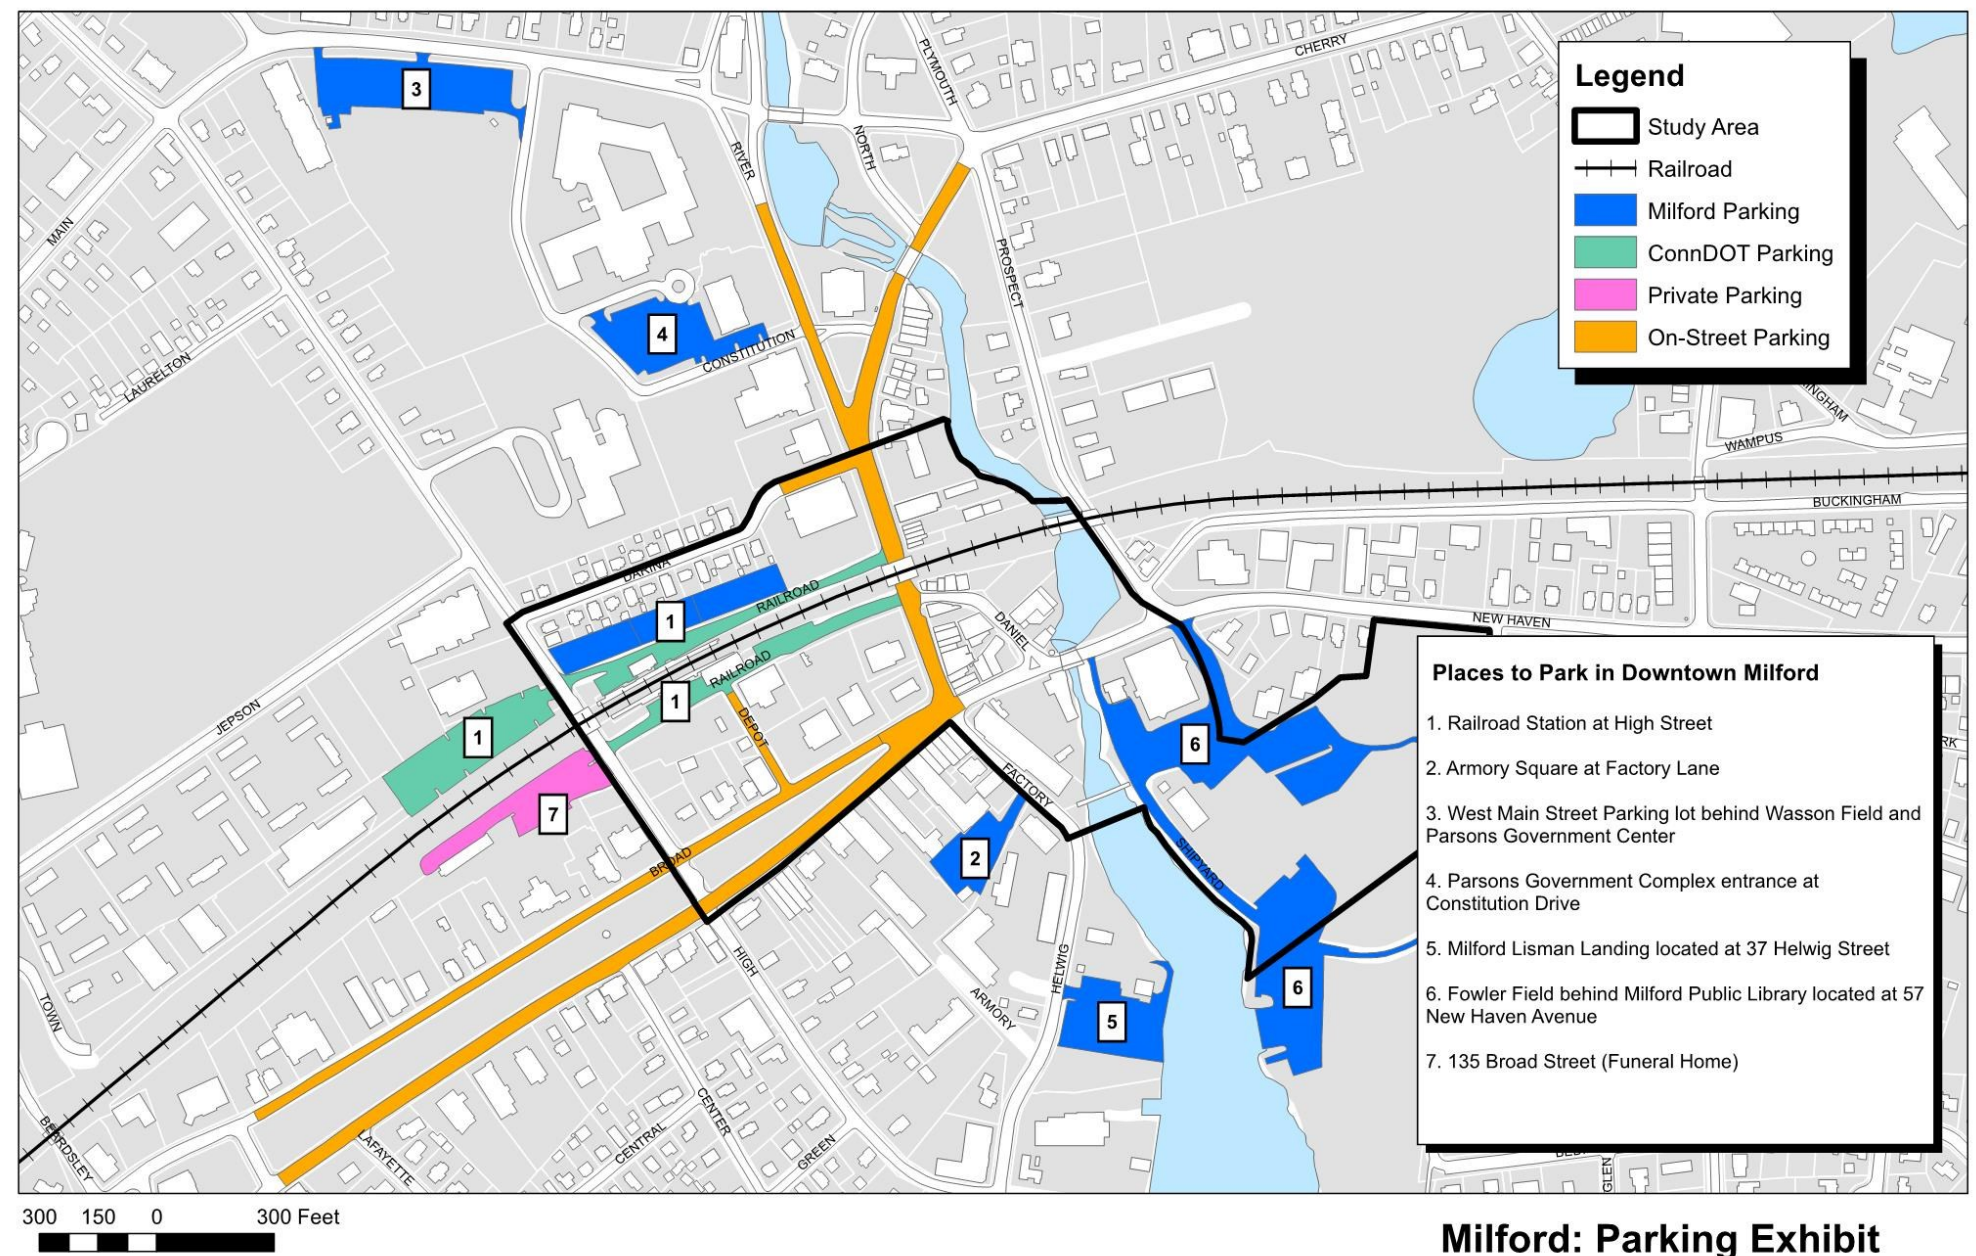 PLYMOUTH
CHERRY
3
RIVER
NORTH
MAIN
PROSPECT
Legend
Study Area
Railroad
Milford Parking
ConnDOT Parking
Private Parking
On-Street Parking
4
CONSTITUTION
LAURELTON
WAMPUS
BUCKINGHAM
DARINA
1
RAILROAD
DANIEL
NEW HAVEN
RAILROAD
1
JEPSON
1
DEPOT
6
7
FACTORY
BROAD
2
SHIPYARD
HIGH
HELWIG
6
ARMORY
5
TOWN
BEARDSLEY
LAFAYETTE
CENTER
CENTRAL
GREEN
GLEN
Places to Park in Downtown Milford
1. Railroad Station at High Street
2. Armory Square at Factory Lane
3. West Main Street Parking lot behind Wasson Field and
Parsons Government Center
4. Parsons Government Complex entrance at
Constitution Drive
5. Milford Lisman Landing located at 37 Helwig Street
6. Fowler Field behind Milford Public Library located at 57
New Haven Avenue
7. 135 Broad Street (Funeral Home)
300 150 0 300 Feet
Milford: Parking Exhibit